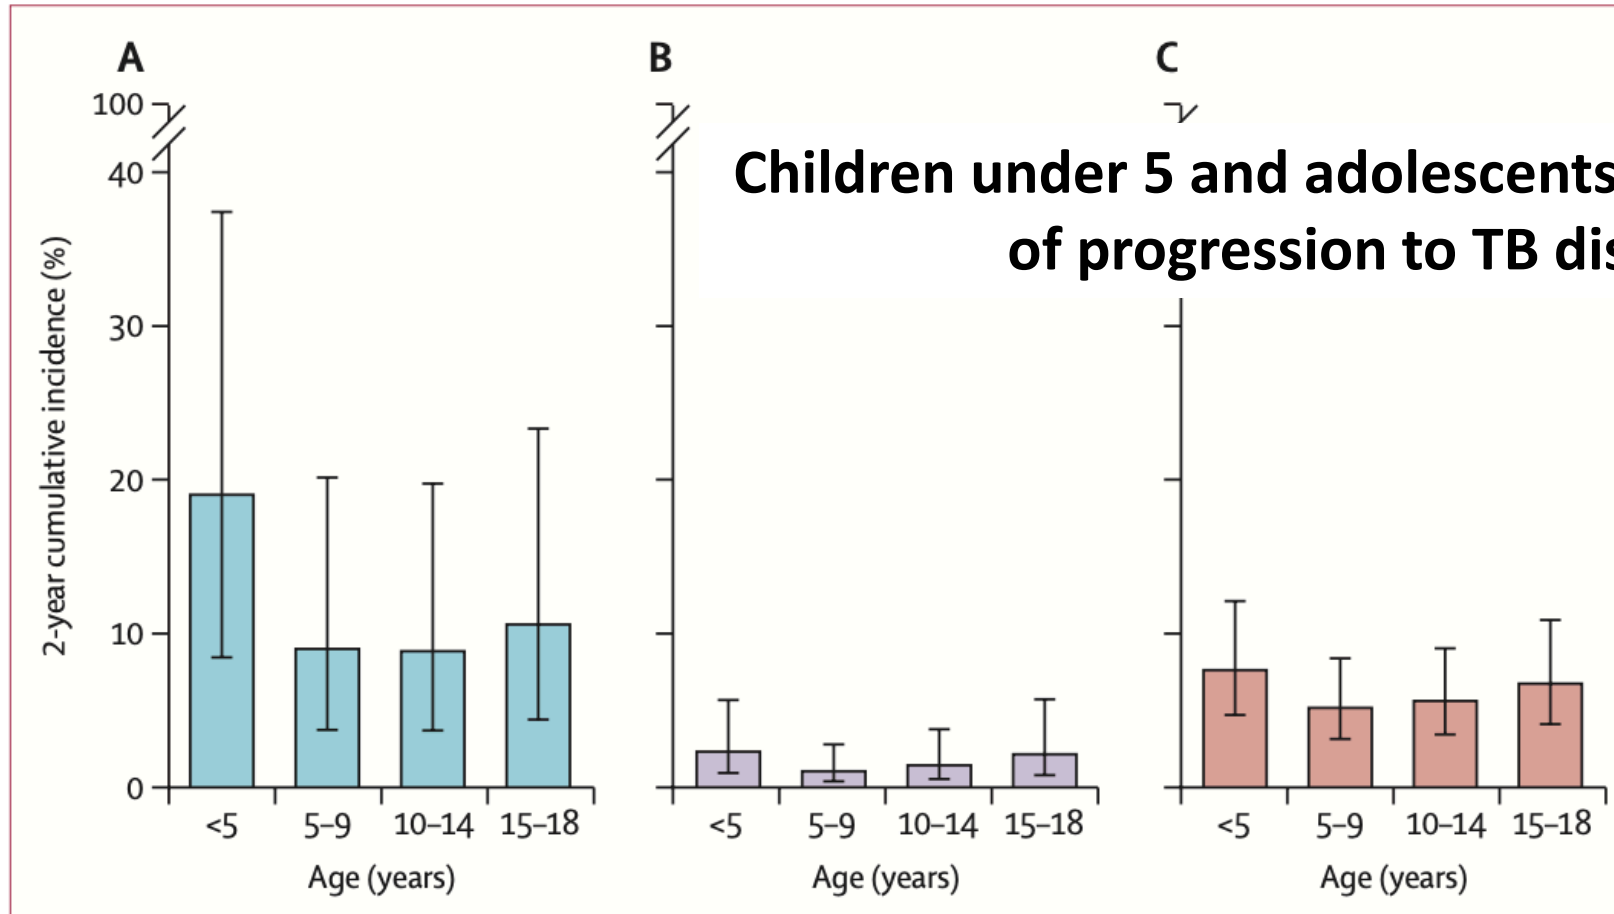 A
B
C
100
40
30
20
10
0
2-year cumulative incidence (%)
Children under 5 and adolescents
of progression to TB dis
<5 5–9 10–14 15–18
Age (years)
<5 5–9 10–14 15–18
Age (years)
<5 5–9 10–14 15–18
Age (years)